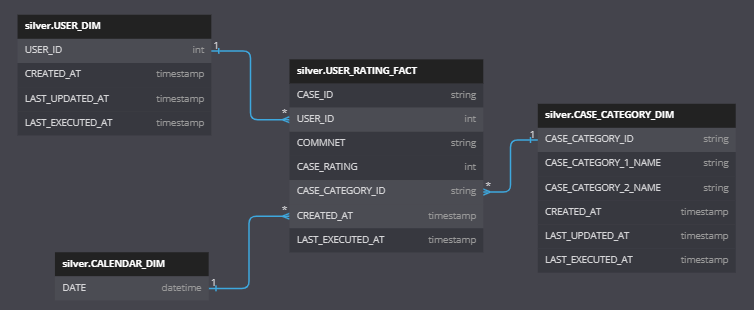 silver.USER_DIM
USER_ID int
CREATED_AT timestamp
LAST_UPDATED_AT timestamp
LAST_EXECUTED_AT timestamp
1
silver.USER_RATING_FACT
CASE_ID string
* USER_ID int
COMMNET string
CASE_RATING int
CASE_CATEGORY_ID string *
* CREATED_AT timestamp
LAST_EXECUTED_AT timestamp
silver.CASE_CATEGORY_DIM
1 CASE_CATEGORY_ID string
CASE_CATEGORY_1_NAME string
CASE_CATEGORY_2_NAME string
CREATED_AT timestamp
LAST_UPDATED_AT timestamp
LAST_EXECUTED_AT timestamp
silver.CALENDAR_DIM
DATE datetime 1